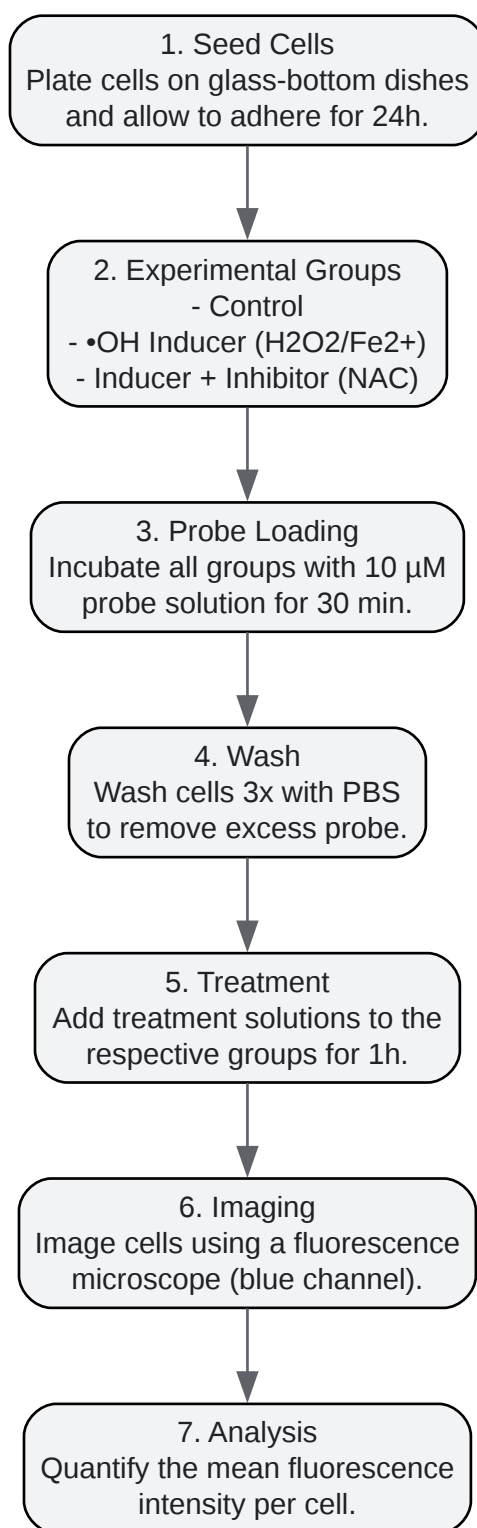 1. Seed Cells
Plate cells on glass-bottom dishes
and allow to adhere for 24h.
2. Experimental Groups
- Control
- •OH Inducer (H2O2/Fe2+)
- Inducer + Inhibitor (NAC)
3. Probe Loading
Incubate all groups with 10 µM
probe solution for 30 min.
4. Wash
Wash cells 3x with PBS
to remove excess probe.
5. Treatment
Add treatment solutions to the
respective groups for 1h.
6. Imaging
Image cells using a fluorescence
microscope (blue channel).
7. Analysis
Quantify the mean fluorescence
intensity per cell.